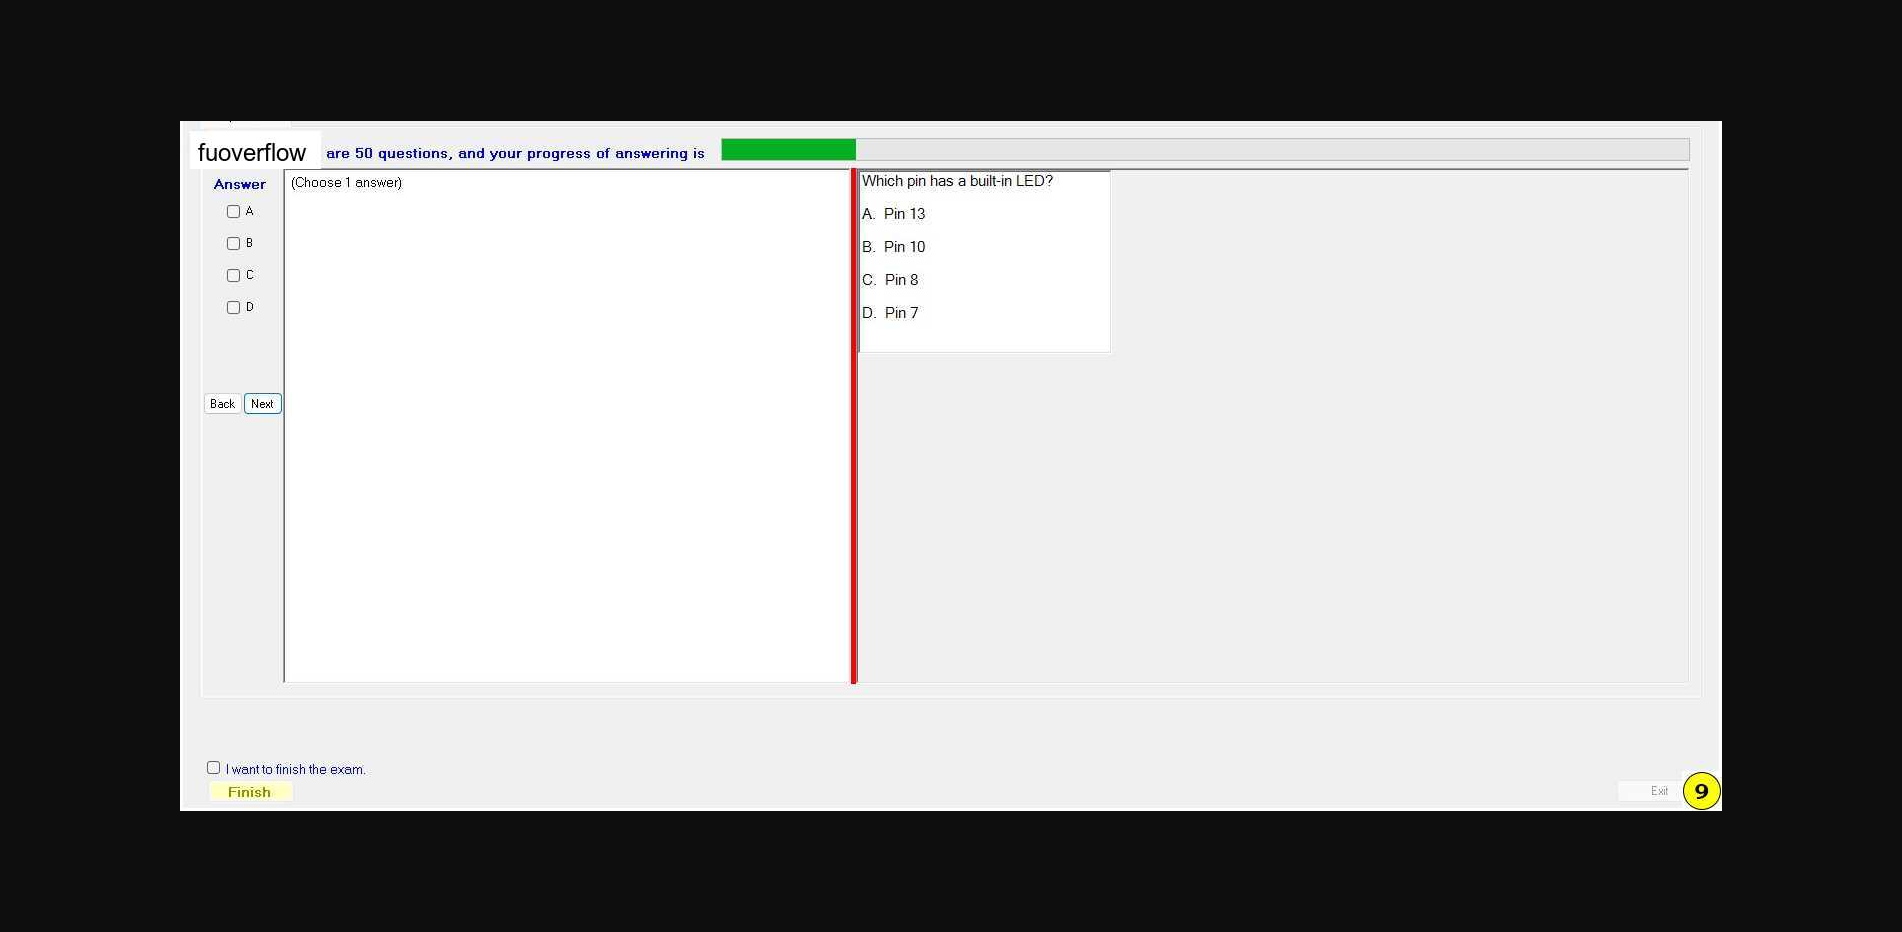 fuoverflow are 50 questions, and your progress of answering is
Answer
A
B
C
D
Back Next
(Choose 1 answer)
Which pin has a built-in LED?
A. Pin 13
B. Pin 10
C. Pin 8
D. Pin 7
I want to finish the exam.
Finish
Exit
9